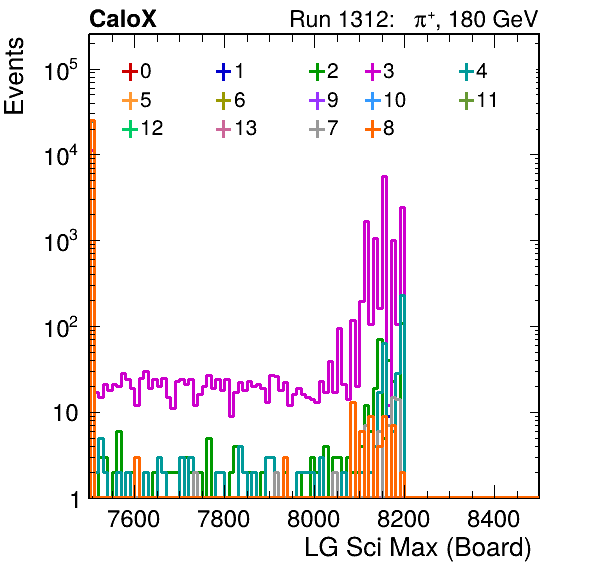 CaloX Run 1312: π⁺, 180 GeV
Events
0 1 2 3 4
5 6 9 10 11
12 13 7 8
10⁵
10⁴
10³
10²
10
1
7600 7800 8000 8200 8400
LG Sci Max (Board)